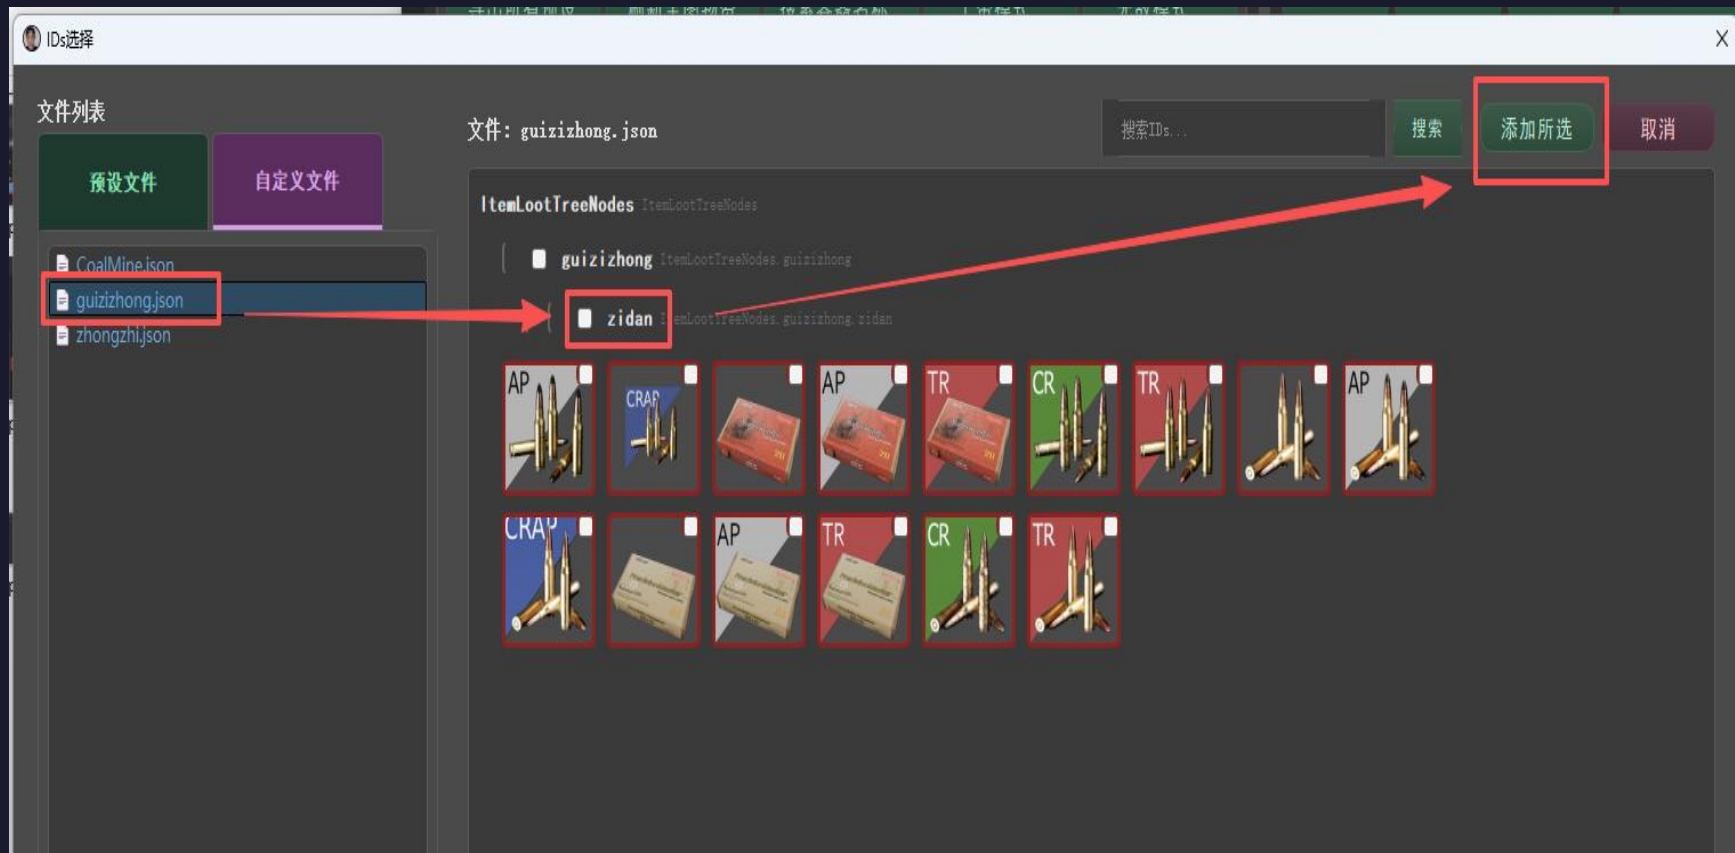 IDs选择
X
文件列表
预设文件
自定义文件
CoalMine.json
guizizhong.json
zhongzhi.json
文件: guizizhong.json
搜索IDs...
搜索
添加所选
取消
ItemLootTreeNodes ItemLootTreeNodes
guizizhong ItemLootTreeNodes.guizizhong
zidan ItemLootTreeNodes.guizizhong.zidan
AP
CRAP
AP
TR
CR
TR
AP
CRAP
AP
TR
CR
TR